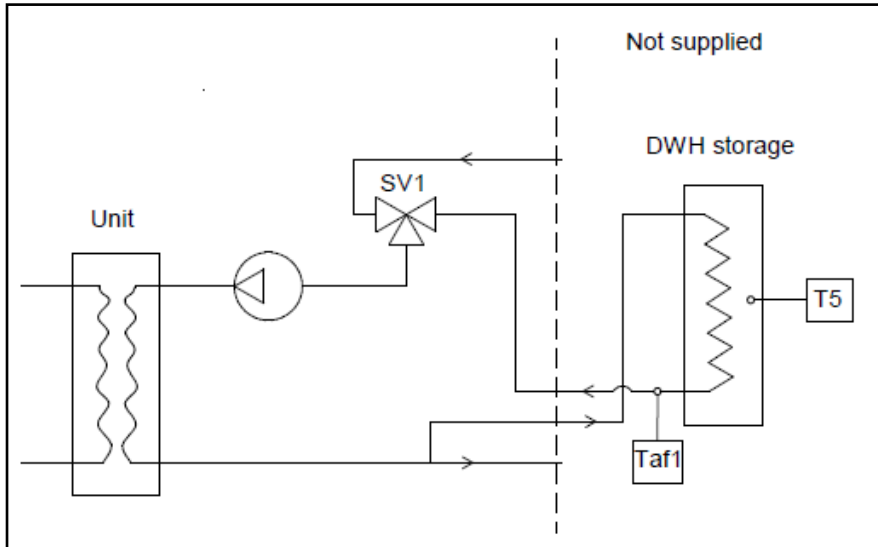 Not supplied
DWH storage
SV1
Unit
T5
Taf1